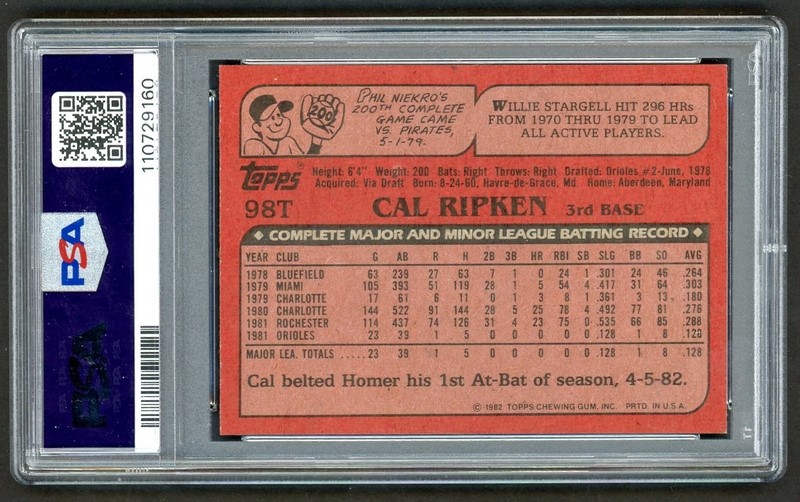 110729160
PSA
PSA
200
PHIL NIEKRO'S
200TH COMPLETE
GAME CAME
VS. PIRATES,
5-1-79.
WILLIE STARGELL HIT 296 HRs
FROM 1970 THRU 1979 TO LEAD
ALL ACTIVE PLAYERS.
Topps
Height: 6'4" Weight: 200 Bats: Right Throws: Right Drafted: Orioles #2-June, 1978
Acquired: Via Draft Born: 8-24-60, Havre-de-Grace, Md Home: Aberdeen, Maryland
98T CAL RIPKEN 3rd BASE
◆ COMPLETE MAJOR AND MINOR LEAGUE BATTING RECORD ◆
YEAR CLUB G AB R H 2B 3B HR RBI SB SLG BB SO AVG
1978 BLUEFIELD 63 239 27 63 7 1 0 24 1 .301 24 46 .264
1979 MIAMI 105 393 51 119 28 1 5 54 4 .417 31 64 .303
1979 CHARLOTTE 17 61 6 11 0 1 3 8 1 .361 3 13 .180
1980 CHARLOTTE 144 522 91 144 28 5 25 78 4 .492 77 81 .276
1981 ROCHESTER 114 437 74 126 31 4 23 75 0 .535 66 85 .288
1981 ORIOLES 23 39 1 5 0 0 0 0 0 .128 1 8 .128
MAJOR LEA. TOTALS ..... 23 39 1 5 0 0 0 0 0 .128 1 8 .128
Cal belted Homer his 1st At-Bat of season, 4-5-82.
© 1982 TOPPS CHEWING GUM, INC. PRTD. IN U.S.A.